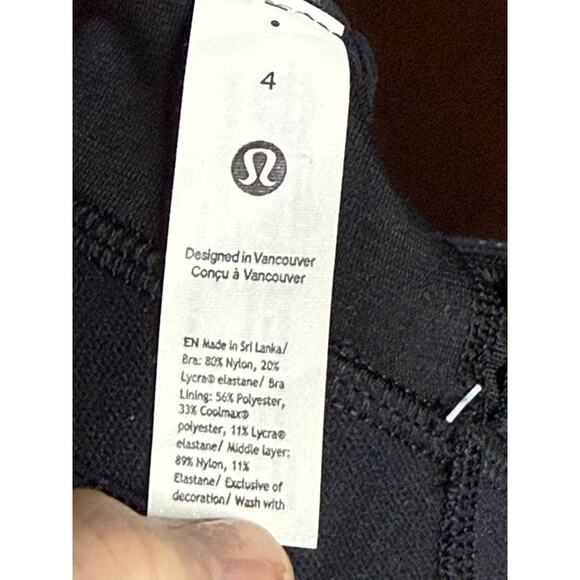 4
Designed in Vancouver
Conçu à Vancouver
EN Made in Sri Lanka/
Bra: 80% Nylon, 20%
Lycra® elastane/ Bra
Lining: 56% Polyester,
33% Coolmax®
polyester, 11% Lycra®
elastane/ Middle layer:
89% Nylon, 11%
Elastane/ Exclusive of
decoration/ Wash with